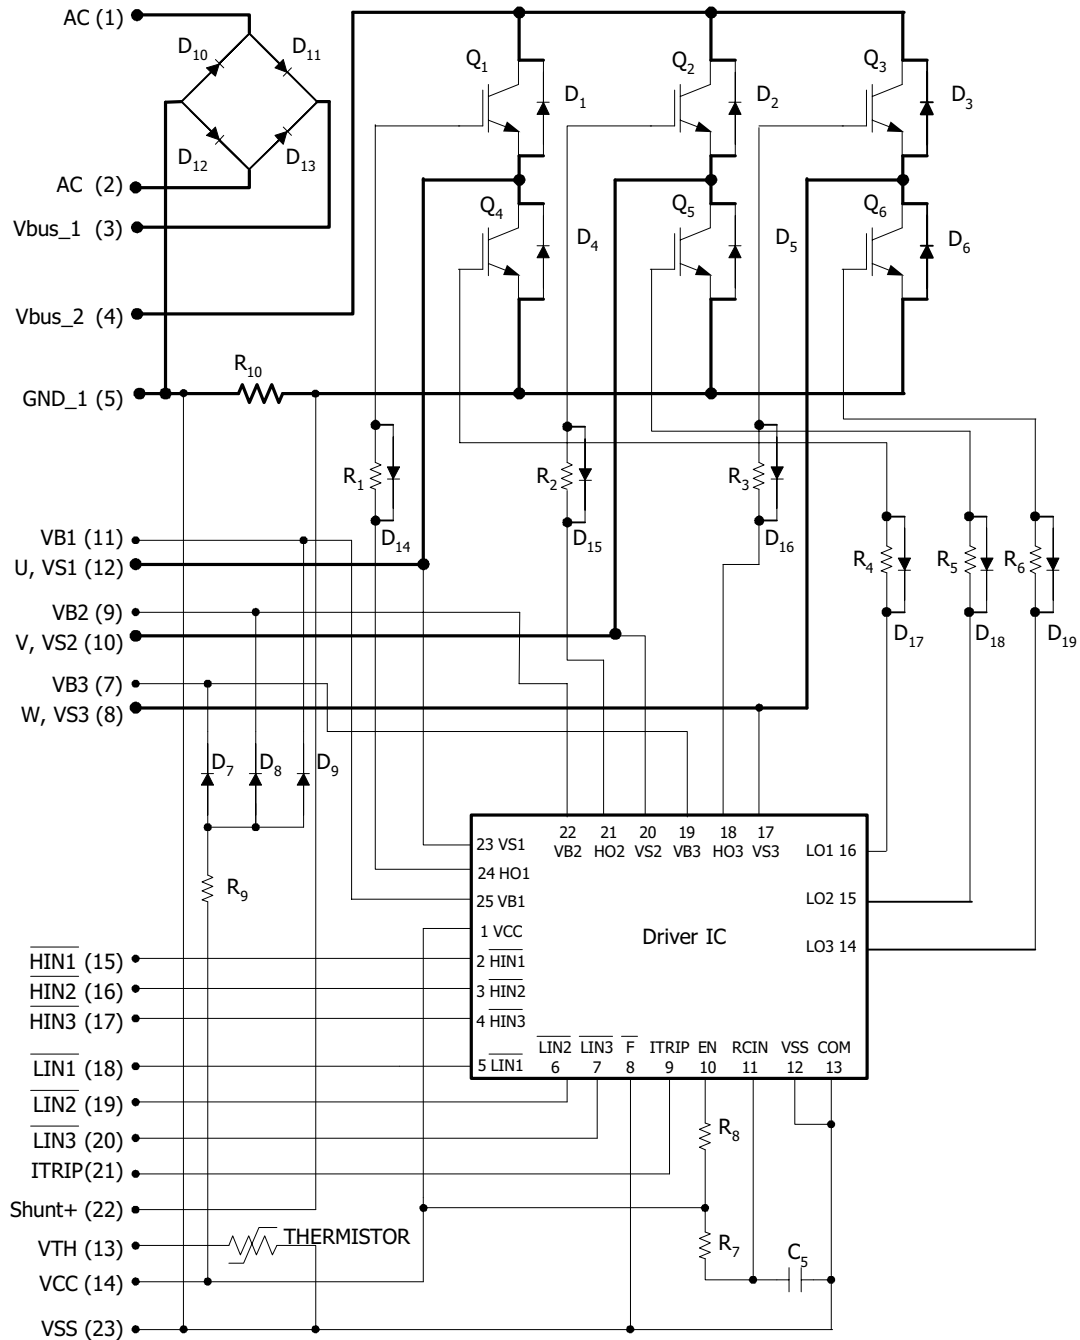 AC (1)
D10
D11
D12
D13
AC (2)
Vbus_1 (3)
Vbus_2 (4)
GND_1 (5)
R10
Q1
D1
Q2
D2
Q3
D3
Q4
D4
Q5
D5
Q6
D6
R1
D14
R2
D15
R3
D16
R4
D17
R5
D18
R6
D19
VB1 (11)
U, VS1 (12)
VB2 (9)
V, VS2 (10)
VB3 (7)
W, VS3 (8)
D7
D8
D9
R9
22 21 20 19 18 17
VB2 HO2 VS2 VB3 HO3 VS3
23 VS1
24 HO1
25 VB1
1 VCC
2 HIN1
3 HIN2
4 HIN3
5 LIN1
LO1 16
LO2 15
LO3 14
Driver IC
LIN2 LIN3 F ITRIP EN RCIN VSS COM
6 7 8 9 10 11 12 13
HIN1 (15)
HIN2 (16)
HIN3 (17)
LIN1 (18)
LIN2 (19)
LIN3 (20)
ITRIP(21)
Shunt+ (22)
VTH (13)
THERMISTOR
VCC (14)
VSS (23)
R8
R7
C5